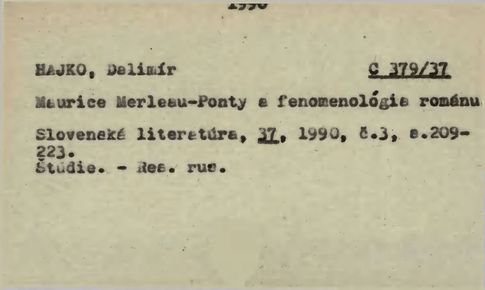 1990
HAJKO, Dalimír C 379/37
Maurice Merleau-Ponty a fenomenológia románu
Slovenská literatúra, 37, 1990, č.3, s.209-
223.
Štúdie. - Res. rus.